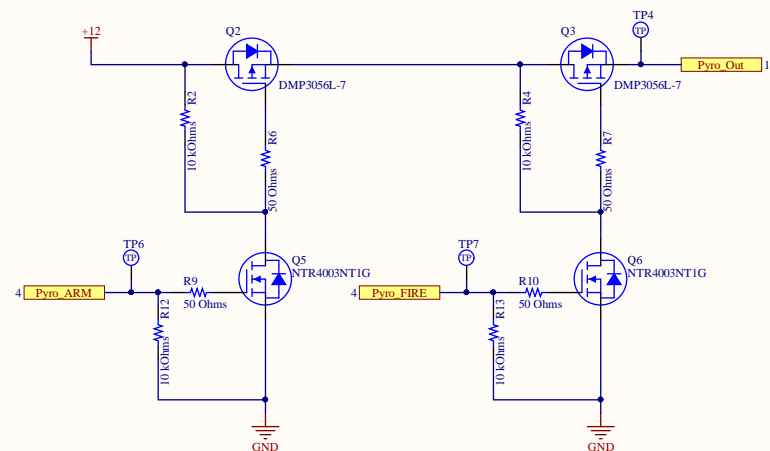 +12
Q2
DMP3056L-7
R2
10 kOhms
R6
50 Ohms
Q3
DMP3056L-7
TP4
TP
Pyro_Out
1
R4
10 kOhms
R7
50 Ohms
TP6
TP
4
Pyro_ARM
R9
50 Ohms
R12
10 kOhms
Q5
NTR4003NT1G
GND
TP7
TP
4
Pyro_FIRE
R10
50 Ohms
R13
10 kOhms
Q6
NTR4003NT1G
GND